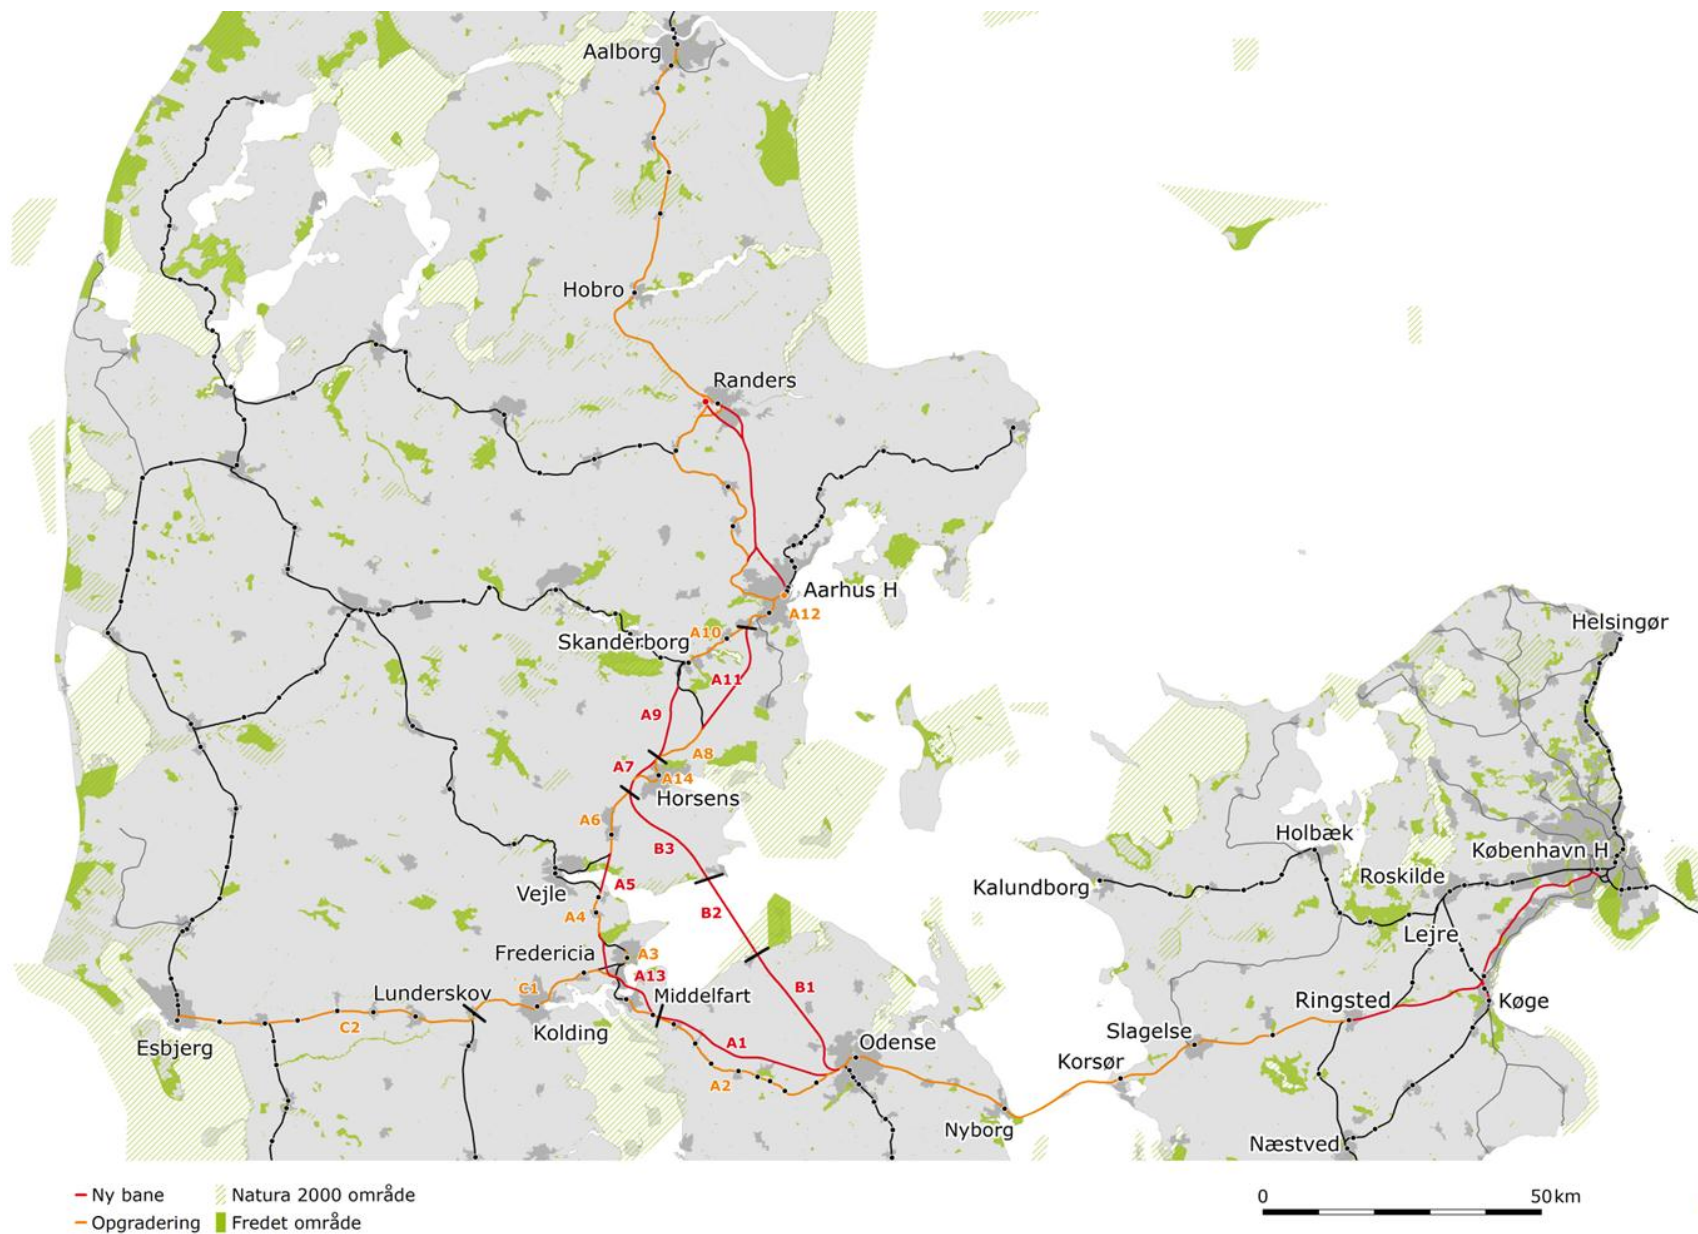 Aalborg
Hobro
Randers
Aarhus H
A12
A10
Skanderborg
A11
A9
A8
A7
A14
Horsens
A6
B3
A5
Vejle
A4
B2
Fredericia
A3
A13
C1
Lunderskov
Middelfart
B1
C2
Kolding
Esbjerg
A1
A2
Odense
Nyborg
Korsør
Slagelse
Ringsted
Næstved
Køge
Lejre
Roskilde
København H
Holbæk
Kalundborg
Helsingør
Ny bane
Opgradering
Natura 2000 område
Fredet område
0 50 km